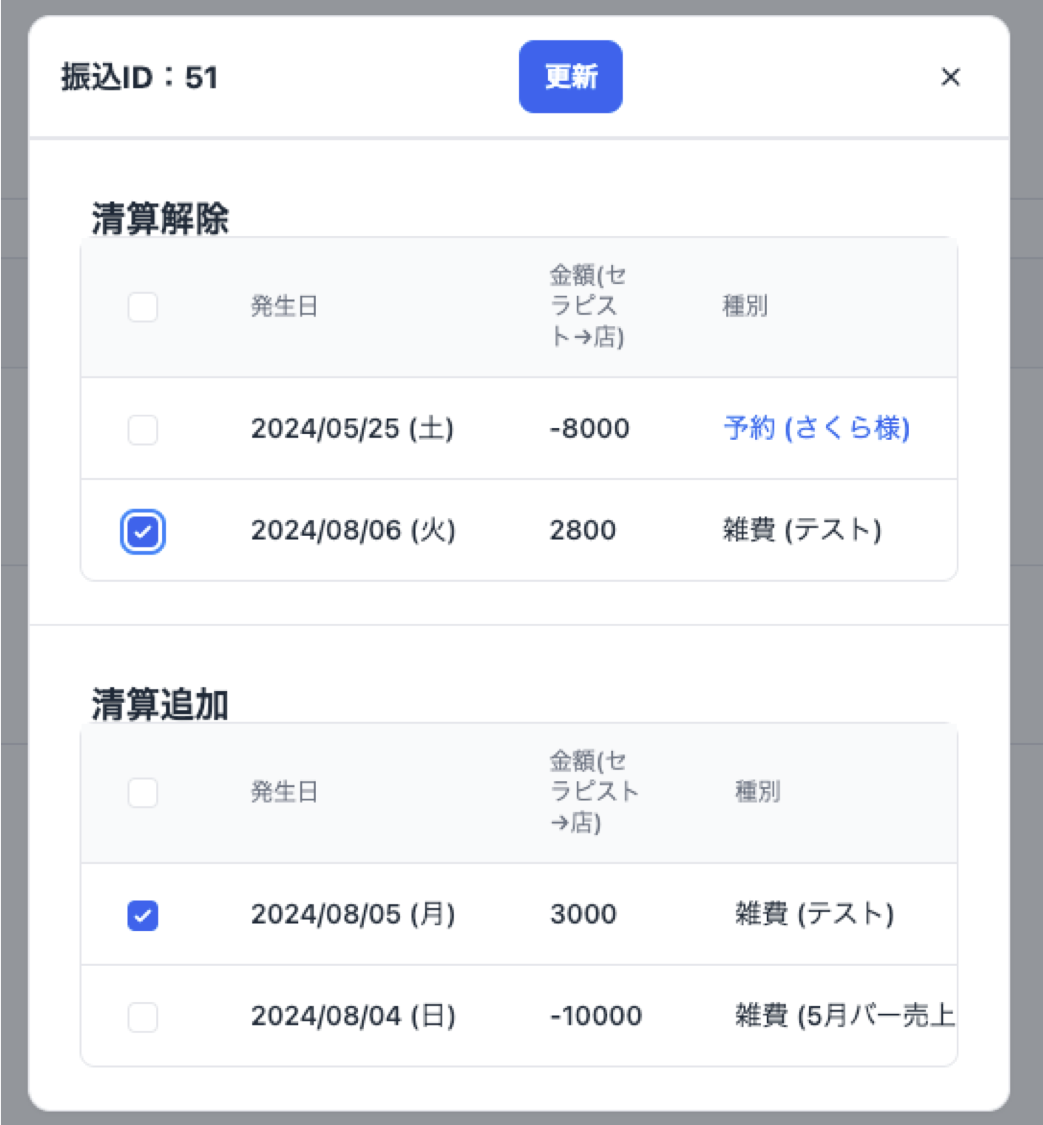 振込ID：51
更新
×
清算解除
発生日
金額(セ
ラピス
ト→店)
種別
2024/05/25 (土)
-8000
予約 (さくら様)
2024/08/06 (火)
2800
雑費 (テスト)
清算追加
発生日
金額(セ
ラピスト
→店)
種別
2024/08/05 (月)
3000
雑費 (テスト)
2024/08/04 (日)
-10000
雑費 (5月バー売上